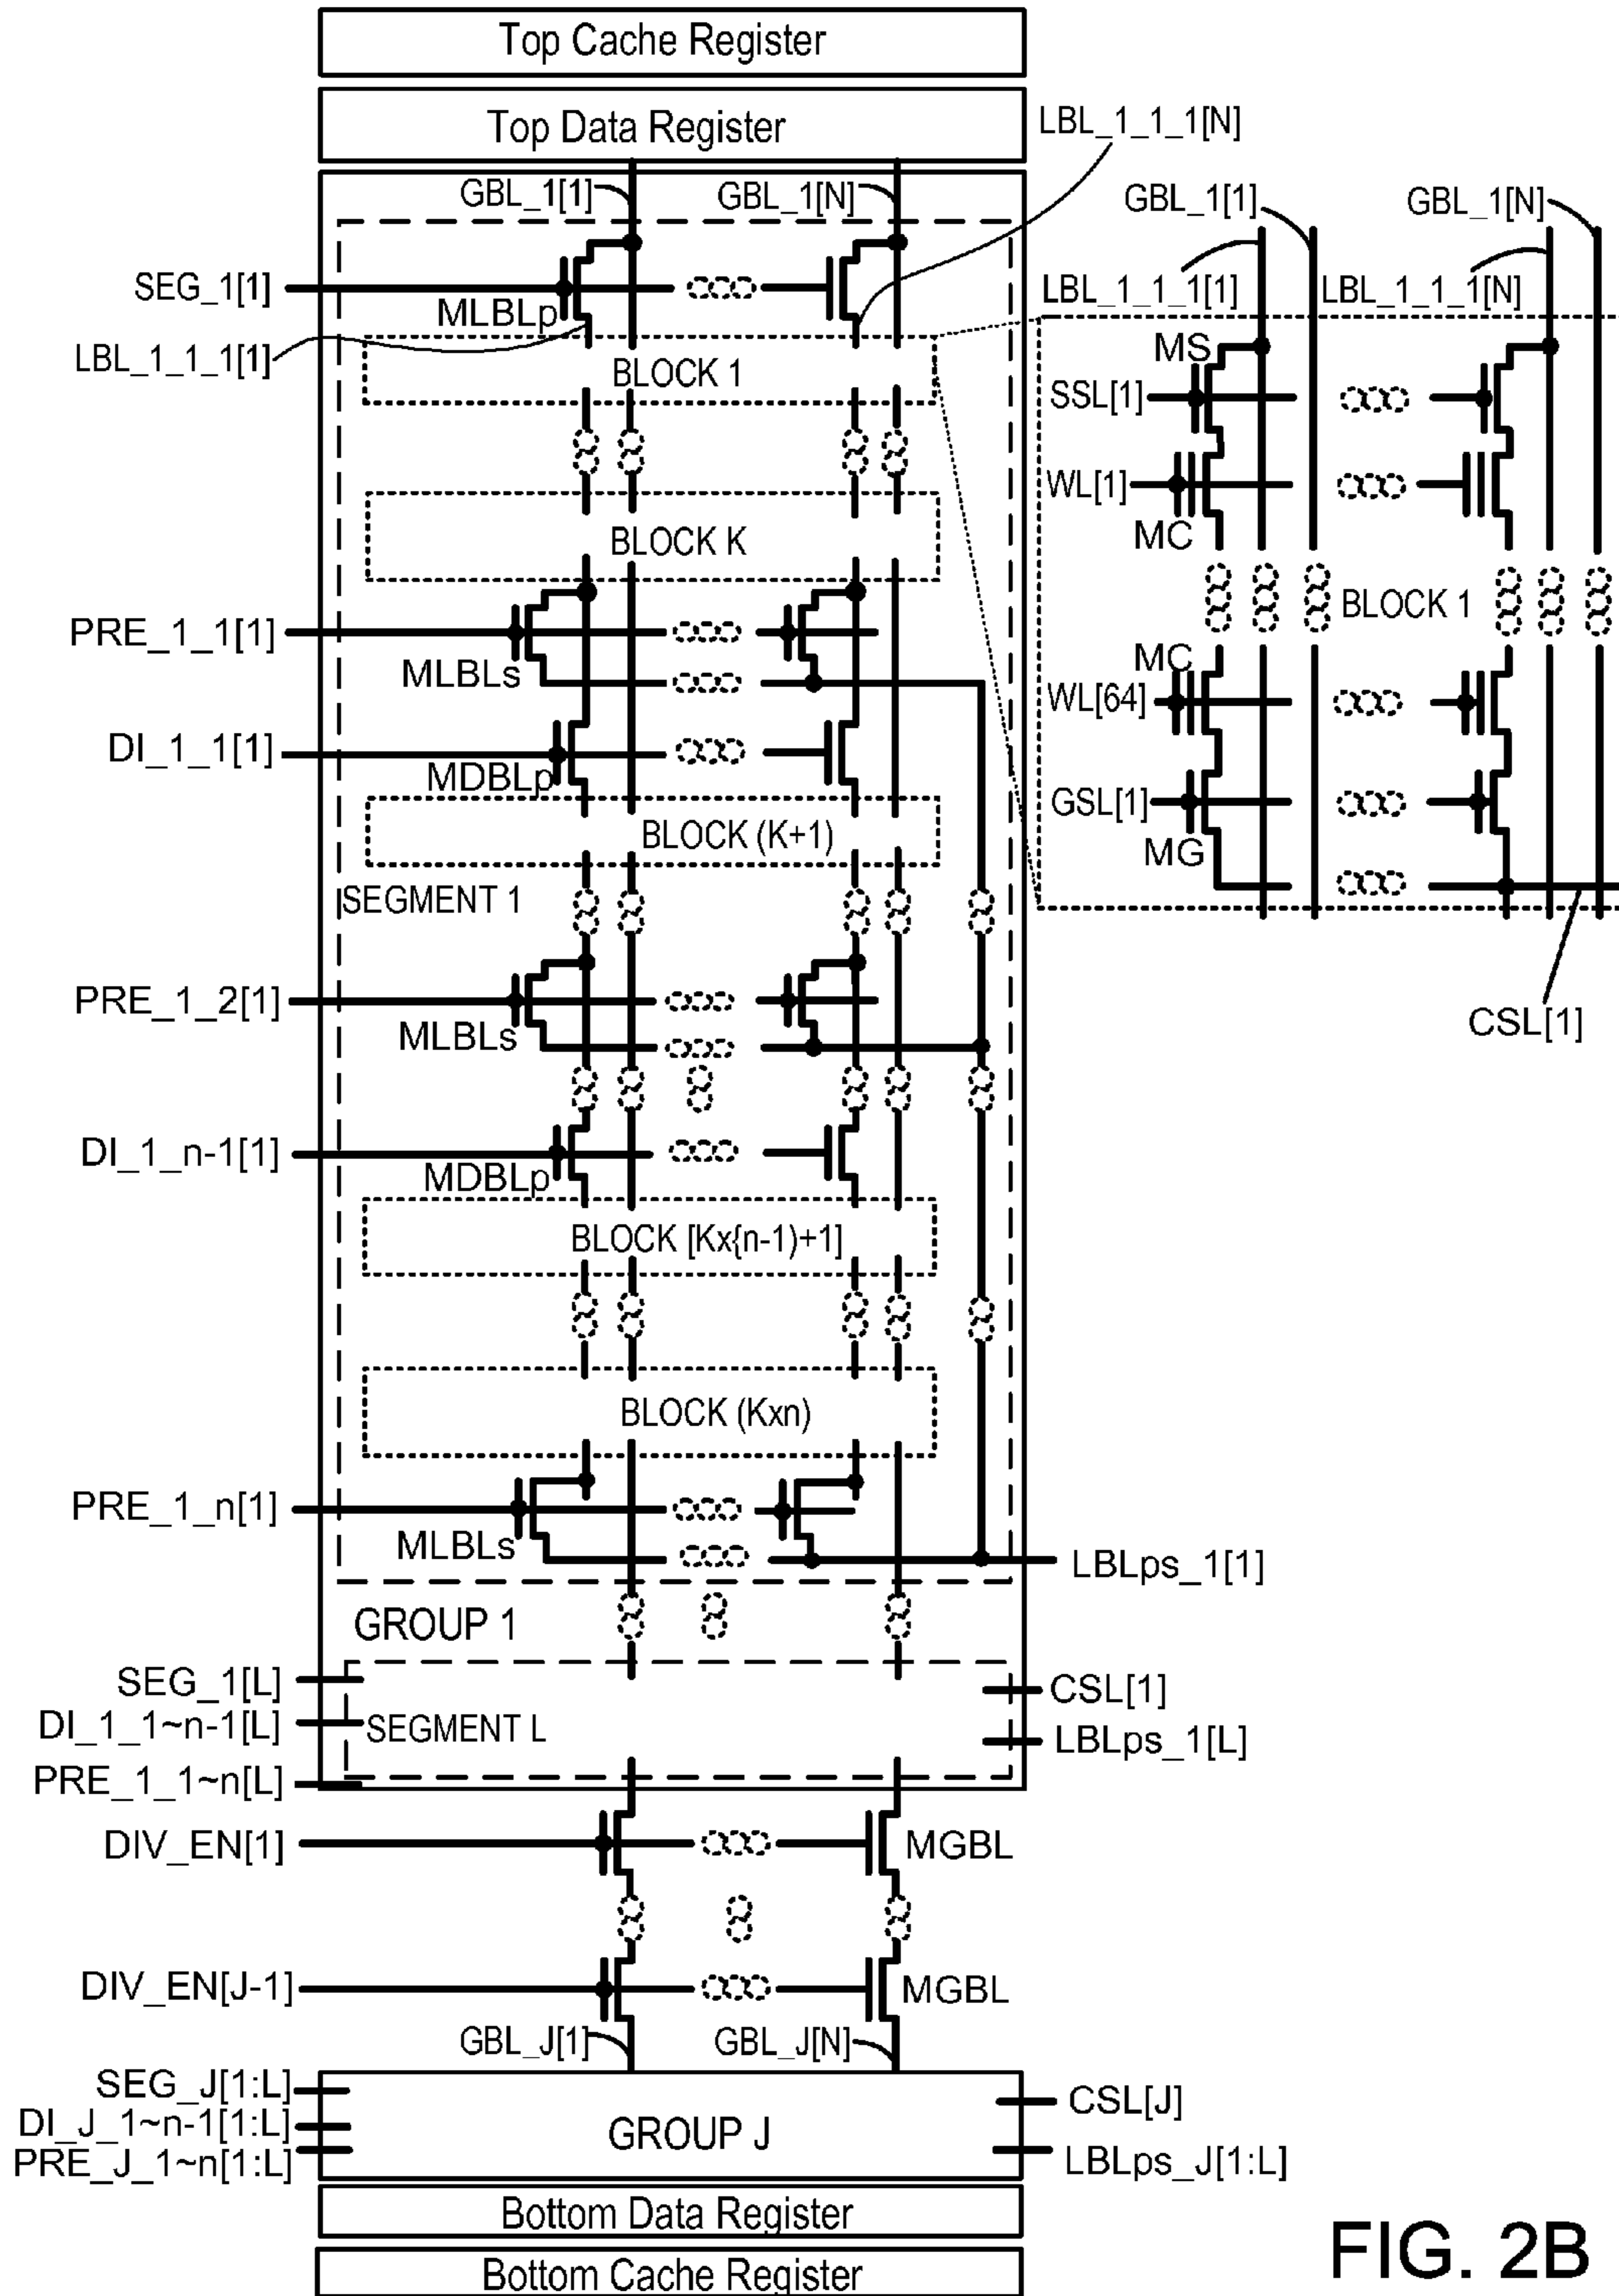 Top Cache Register
Top Data Register
LBL_1_1_1[N]
GBL_1[1]
GBL_1[N]
GBL_1[1]
GBL_1[N]
SEG_1[1]
MLBLp
LBL_1_1_1[1]
LBL_1_1_1[1]
LBL_1_1_1[N]
BLOCK 1
MS
SSL[1]
WL[1]
MC
BLOCK K
BLOCK 1
PRE_1_1[1]
MLBLs
MC
WL[64]
DI_1_1[1]
MDBLp
GSL[1]
MG
BLOCK (K+1)
SEGMENT 1
PRE_1_2[1]
MLBLs
CSL[1]
DI_1_n-1[1]
MDBLp
BLOCK [Kx{n-1)+1]
BLOCK (Kxn)
PRE_1_n[1]
MLBLs
LBLps_1[1]
GROUP 1
SEG_1[L]
CSL[1]
DI_1_1~n-1[L]
SEGMENT L
LBLps_1[L]
PRE_1_1~n[L]
DIV_EN[1]
MGBL
DIV_EN[J-1]
MGBL
GBL_J[1]
GBL_J[N]
SEG_J[1:L]
CSL[J]
DI_J_1~n-1[1:L]
GROUP J
PRE_J_1~n[1:L]
LBLps_J[1:L]
Bottom Data Register
Bottom Cache Register
FIG. 2B